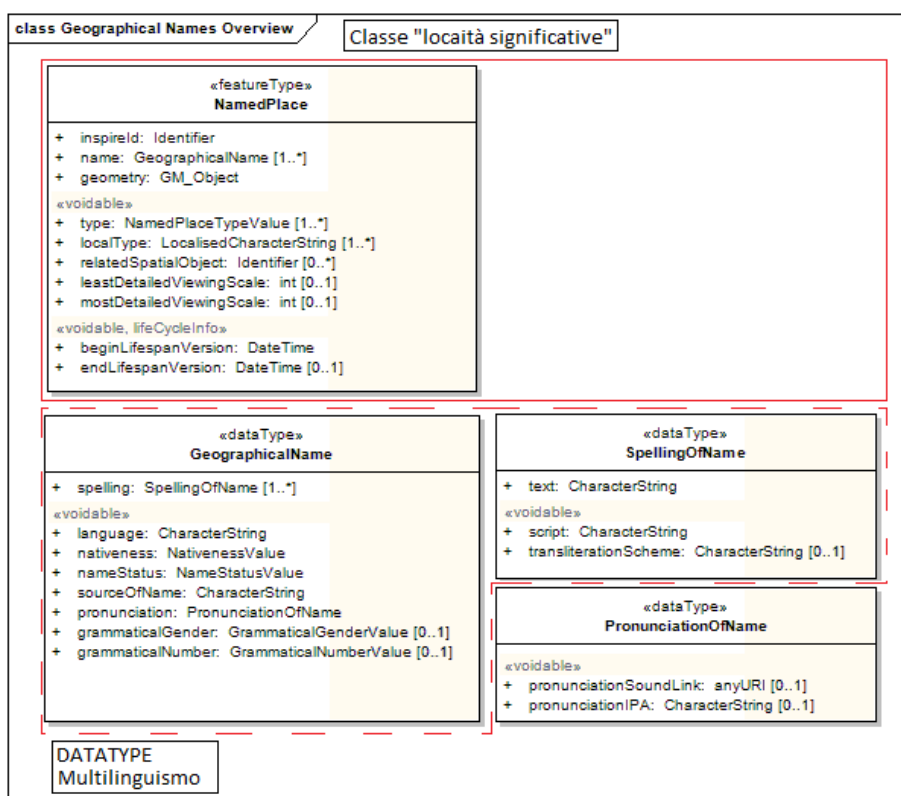 class Geographical Names Overview
Classe "locaità significative"
«featureType»
NamedPlace
+ inspireId: Identifier
+ name: GeographicalName [1..*]
+ geometry: GM_Object
«voidable»
+ type: NamedPlaceTypeValue [1..*]
+ localType: LocalisedCharacterString [1..*]
+ relatedSpatialObject: Identifier [0..*]
+ leastDetailedViewingScale: int [0..1]
+ mostDetailedViewingScale: int [0..1]
«voidable, lifeCycleInfo»
+ beginLifespanVersion: DateTime
+ endLifespanVersion: DateTime [0..1]
«dataType»
GeographicalName
+ spelling: SpellingOfName [1..*]
«voidable»
+ language: CharacterString
+ nativeness: NativenessValue
+ nameStatus: NameStatusValue
+ sourceOfName: CharacterString
+ pronunciation: PronunciationOfName
+ grammaticalGender: GrammaticalGenderValue [0..1]
+ grammaticalNumber: GrammaticalNumberValue [0..1]
«dataType»
SpellingOfName
+ text: CharacterString
«voidable»
+ script: CharacterString
+ transliterationScheme: CharacterString [0..1]
«dataType»
PronunciationOfName
«voidable»
+ pronunciationSoundLink: anyURI [0..1]
+ pronunciationIPA: CharacterString [0..1]
DATATYPE
Multilinguismo